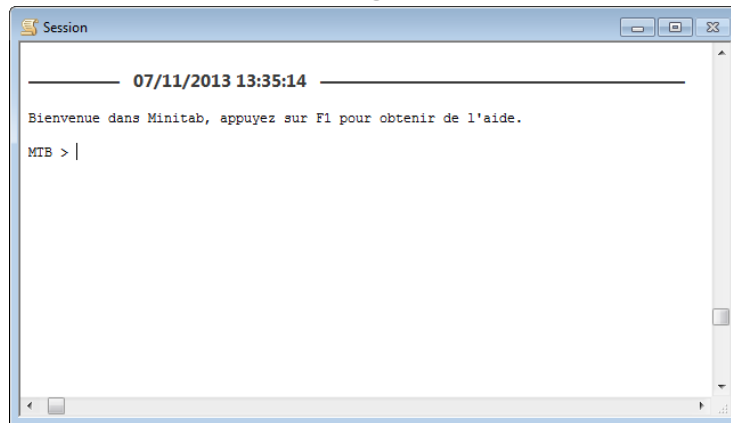 Session
07/11/2013 13:35:14
Bienvenue dans Minitab, appuyez sur F1 pour obtenir de l'aide.
MTB >